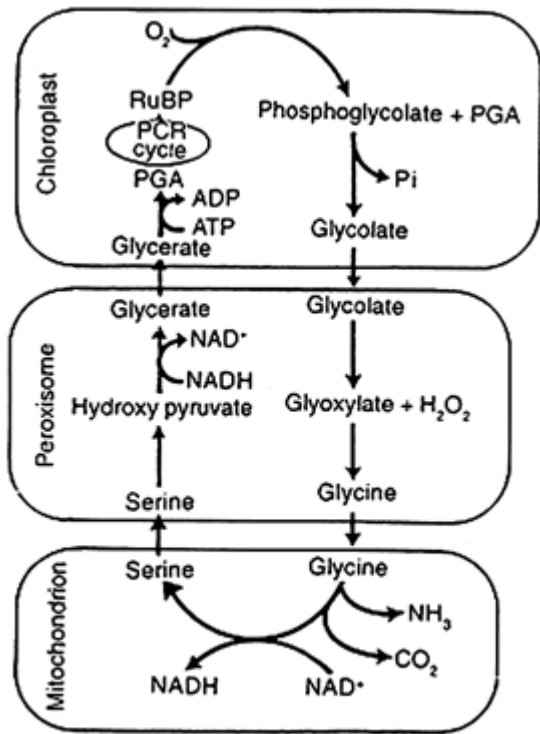 Chloroplast
O₂
RuBP
PCR
cycle
PGA
ADP
ATP
Glycerate
Phosphoglycolate + PGA
Pi
Glycolate
Peroxisome
Glycerate
NAD⁺
NADH
Hydroxy pyruvate
Serine
Glycolate
Glyoxylate + H₂O₂
Glycine
Mitochondrion
Serine
Glycine
NH₃
CO₂
NADH
NAD⁺